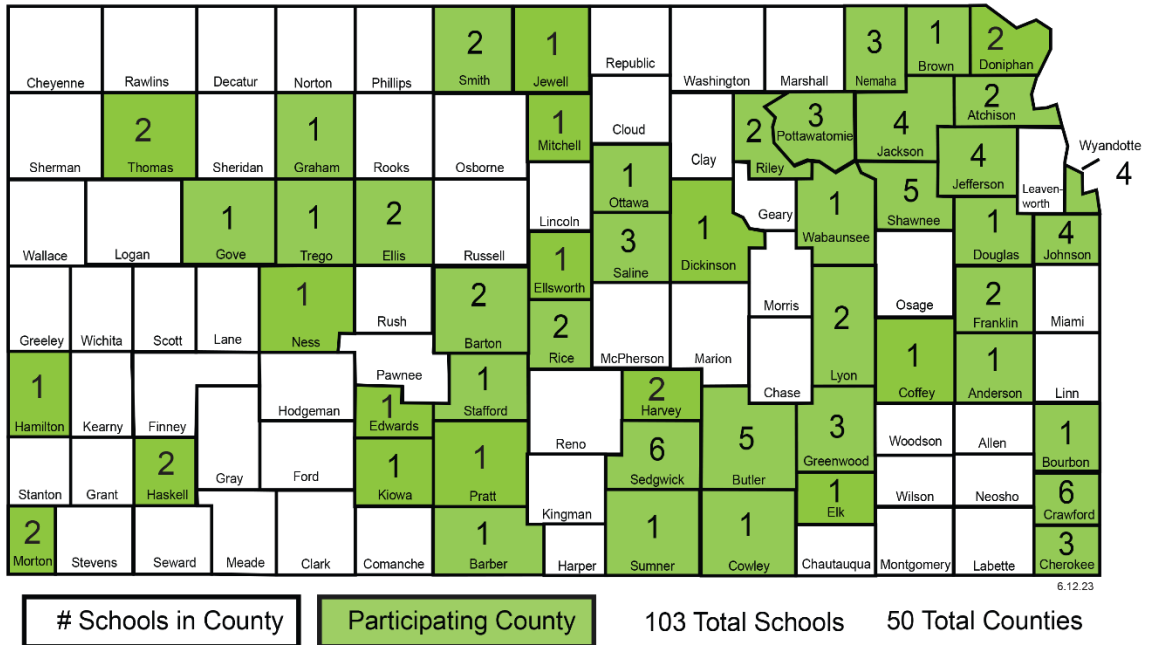 2
1
Republic
3
1
2
Cheyenne
Rawlins
Decatur
Norton
Phillips
Smith
Jewell
Washington
Marshall
Nemaha
Brown
Doniphan
2
1
1
Cloud
2
3
4
2
Atchison
Sherman
Thomas
Sheridan
Graham
Rooks
Osborne
Mitchell
Clay
Riley
Pottawatomie
Jackson
4
Jefferson
Leaven-
worth
Wyandotte
4
1
1
2
Lincoln
1
Ottawa
1
Geary
1
5
1
4
Wallace
Logan
Gove
Trego
Ellis
Russell
3
Saline
Dickinson
Wabaunsee
Shawnee
Douglas
Johnson
1
Ellsworth
1
Rush
2
Morris
Osage
2
Franklin
Greeley
Wichita
Scott
Lane
Ness
Barton
2
Rice
McPherson
Marion
2
Lyon
Miami
1
Pawnee
1
Chase
1
1
Hamilton
Kearny
Finney
Hodgeman
1
Edwards
Stafford
2
Harvey
Coffey
Anderson
Linn
Reno
6
5
3
Woodson
Allen
1
2
Gray
Ford
1
1
Sedgwick
Butler
Greenwood
Bourbon
Stanton
Grant
Haskell
Kiowa
Pratt
Kingman
1
Elk
Wilson
Neosho
6
Crawford
2
1
1
1
3
Morton
Stevens
Seward
Meade
Clark
Comanche
Barber
Harper
Sumner
Cowley
Chautauqua
Montgomery
Labette
Cherokee
6.12.23
# Schools in County
Participating County
103 Total Schools
50 Total Counties